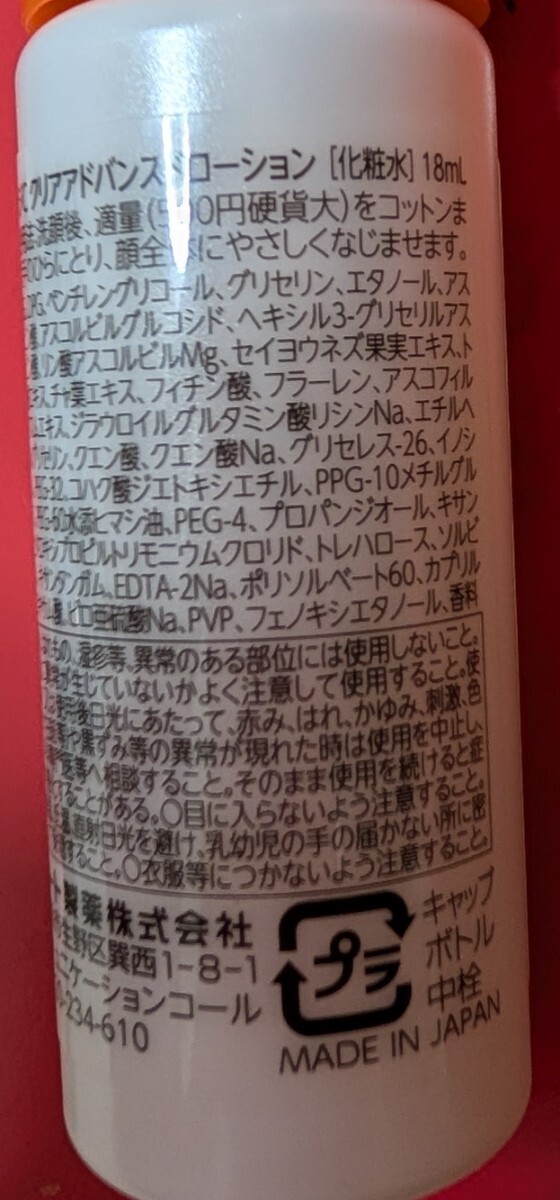 クリアアドバンスドローション [化粧水] 18mL
洗顔後、適量(500円硬貨大)をコットンま
のひらにとり、顔全体にやさしくなじませます。
ペンチレングリコール、グリセリン、エタノール、アス
酸、アスコルビルグルコシド、ヘキシル3-グリセリルアス
リン酸アスコルビルMg、セイヨウネズ果実エキス、ト
エキス、チャ葉エキス、フィチン酸、フラーレン、アスコフィル
エキス、ジラウロイルグルタミン酸リシンNa、エチルヘ
セリン、クエン酸、クエン酸Na、グリセレス-26、イノシ
32、コハク酸ジエトキシエチル、PPG-10メチルグル
60水添ヒマシ油、PEG-4、プロパンジオール、キサン
プロピルトリモニウムクロリド、トレハロース、ソルビ
サンタンガム、EDTA-2Na、ポリソルベート60、カプリル
ピロ亜硫酸Na、PVP、フェノキシエタノール、香料
もの、湿疹等、異常のある部位には使用しないこと。
が生じていないかよく注意して使用すること。使
後日光にあたって、赤み、はれ、かゆみ、刺激、色
等や黒ずみ等の異常が現れた時は使用を中止し、
医等へ相談すること。そのまま使用を続けると症
することがある。○目に入らないよう注意すること。
直射日光を避け、乳幼児の手の届かない所に密
すること。○衣服等につかないよう注意すること。
ト製薬株式会社
生野区巽西1-8-1
ニケーションコール
-234-610
プラ
キャップ
ボトル
中栓
MADE IN JAPAN